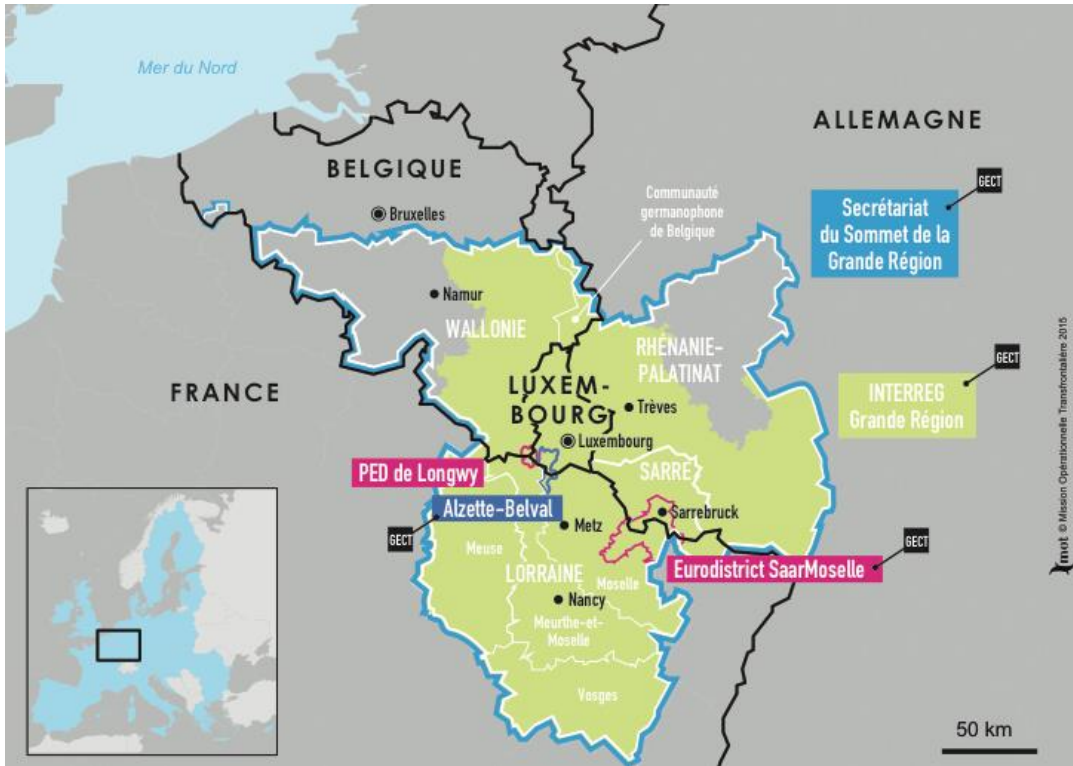 Mer du Nord
ALLEMAGNE
BELGIQUE
Bruxelles
Communauté
germanophone
de Belgique
GECT
Secrétariat
du Sommet de la
Grande Région
Namur
WALLONIE
RHÉNANIE-
PALATINAT
FRANCE
LUXEM-
BOURG
Trèves
GECT
INTERREG
Grande Région
Luxembourg
PED de Longwy
SARRE
Alzette-Belval
GECT
Metz
Sarrebruck
GECT
Meuse
Eurodistrict SaarMoselle
LORRAINE
Moselle
Nancy
Meurthe-et-
Moselle
Vosges
50 km
mot © Mission Opérationnelle Transfrontalière 2015